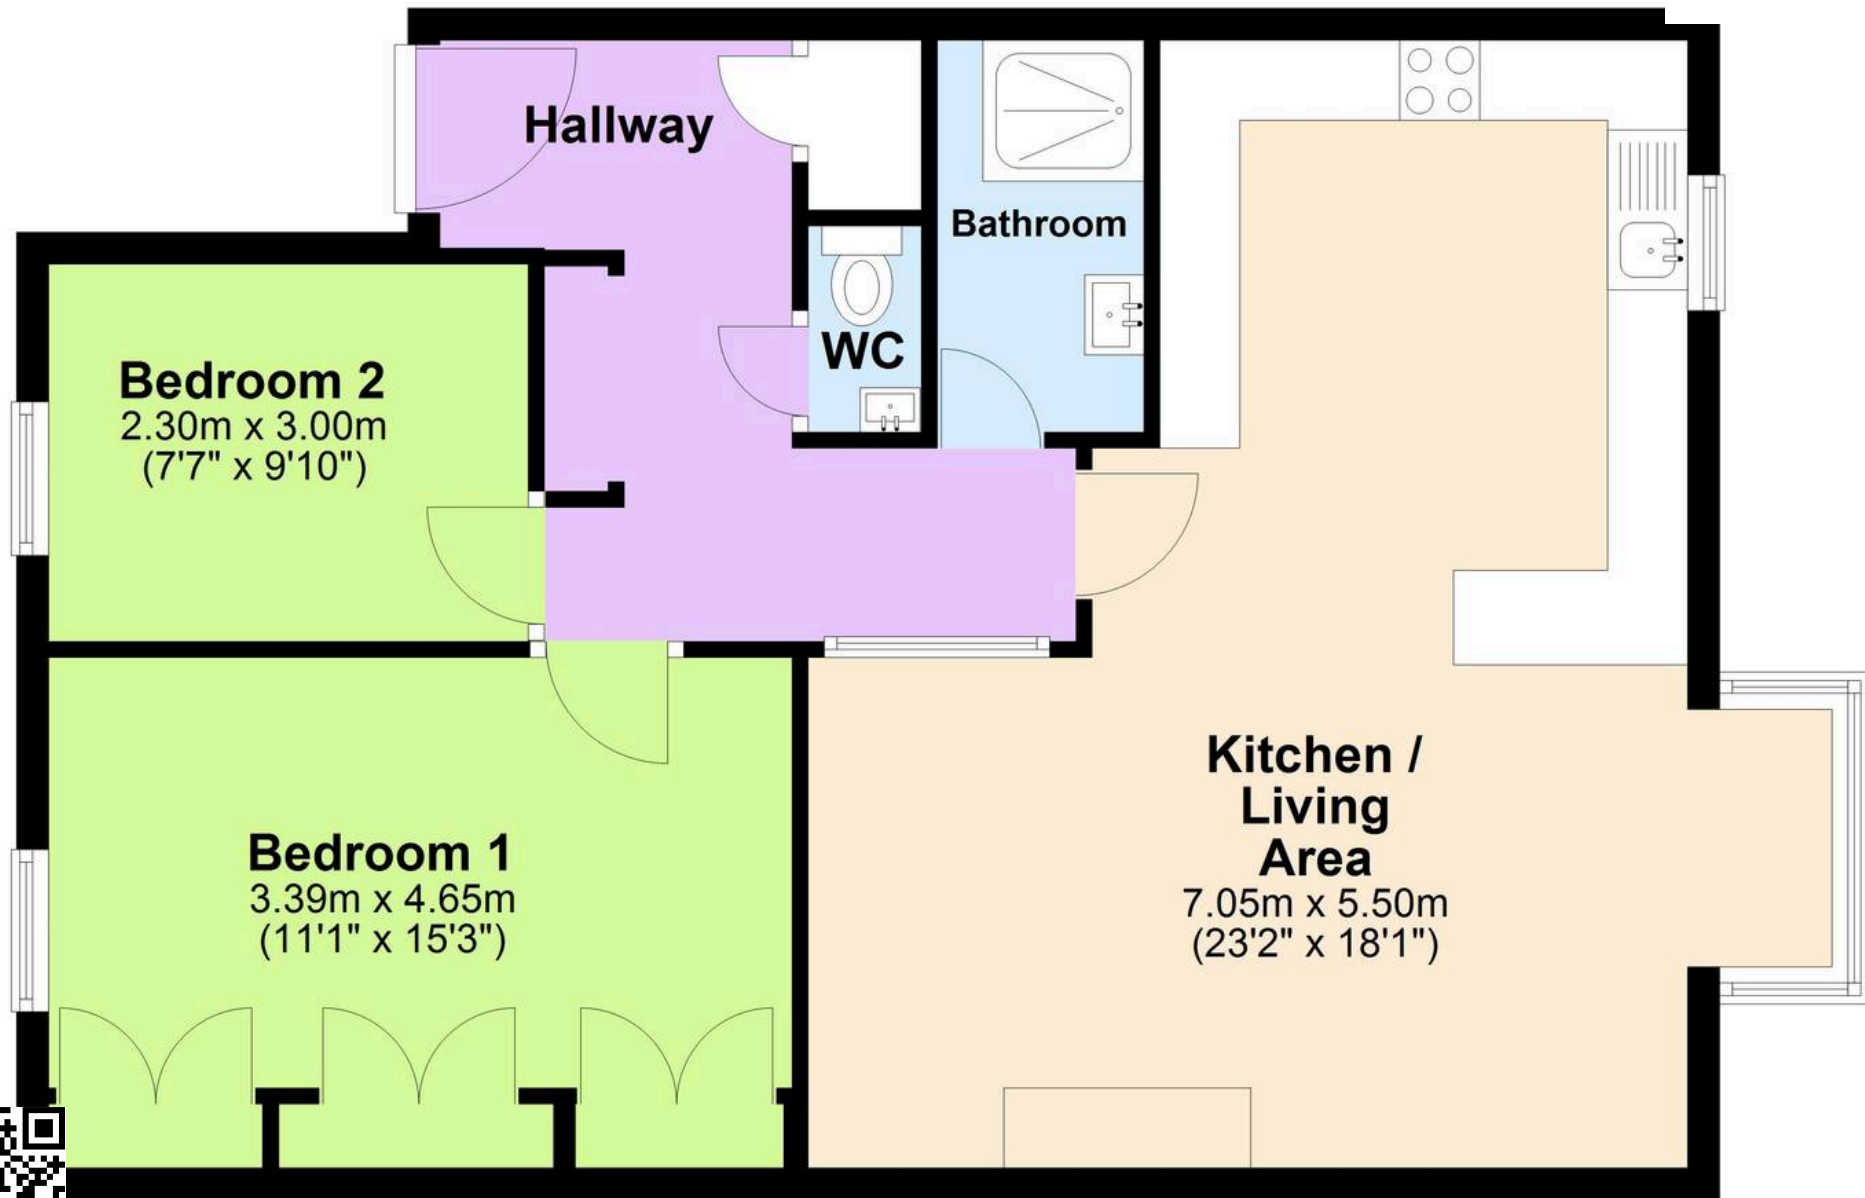 Hallway
Bathroom
WC
Bedroom 2
2.30m x 3.00m
(7'7" x 9'10")
Bedroom 1
3.39m x 4.65m
(11'1" x 15'3")
Kitchen /
Living
Area
7.05m x 5.50m
(23'2" x 18'1")